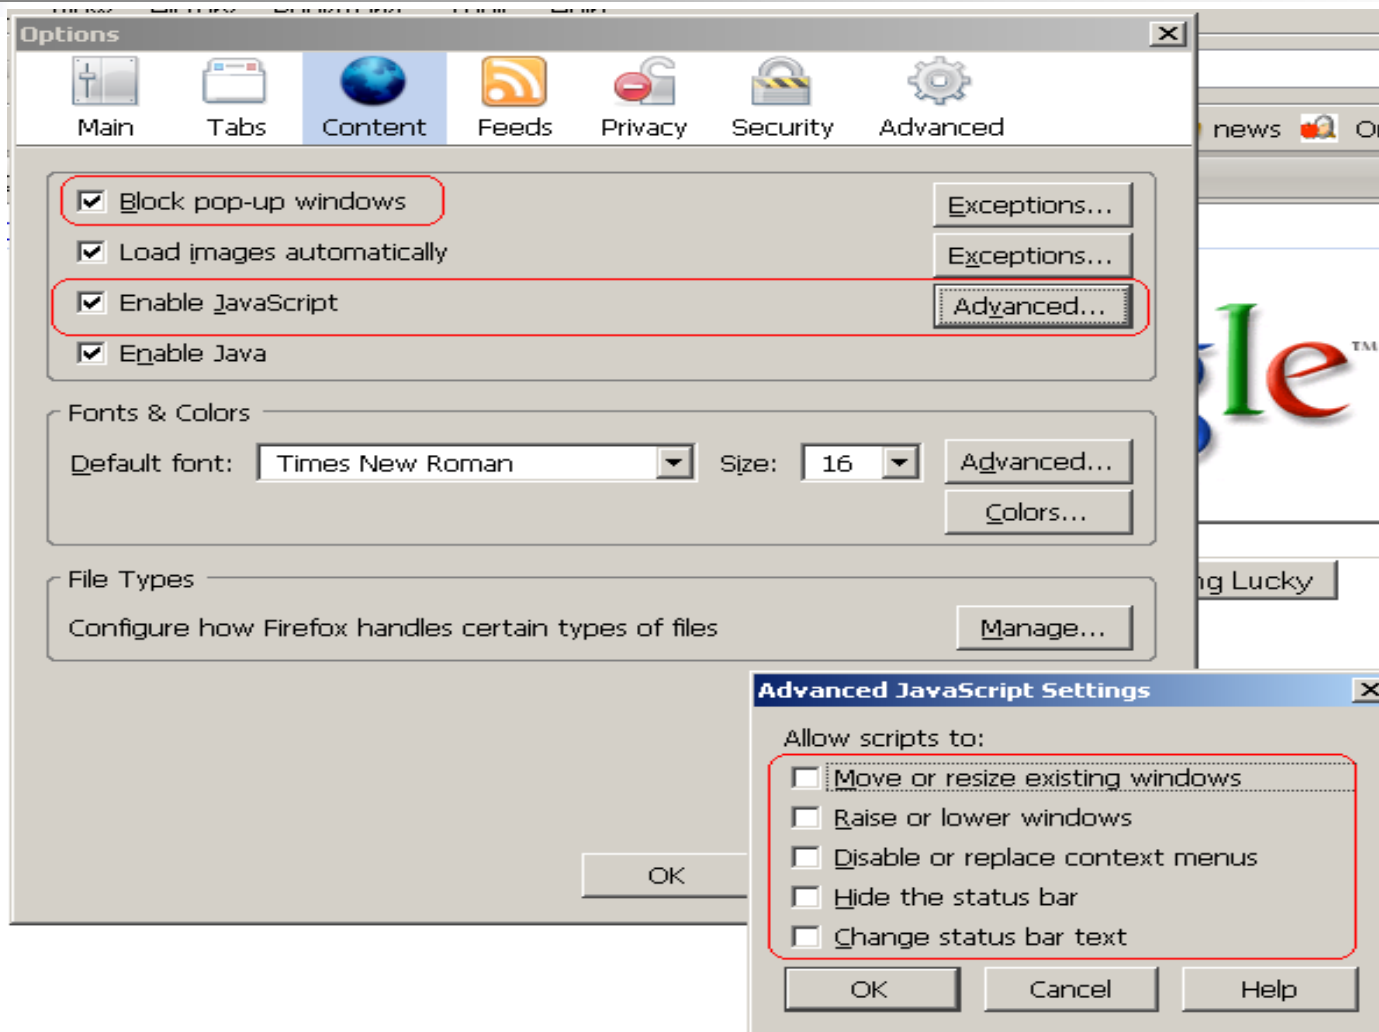 Options
Main Tabs Content Feeds Privacy Security Advanced
news
Block pop-up windows Exceptions...
Load images automatically Exceptions...
Enable JavaScript Advanced...
Enable Java
gle™
Fonts & Colors
Default font: Times New Roman Size: 16 Advanced...
Colors...
File Types
ng Lucky
Configure how Firefox handles certain types of files Manage...
Advanced JavaScript Settings
Allow scripts to:
Move or resize existing windows
Raise or lower windows
Disable or replace context menus
OK
Hide the status bar
Change status bar text
OK Cancel Help